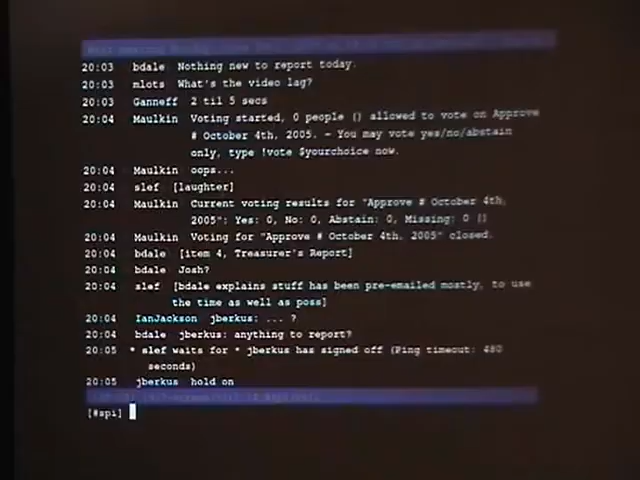 20:03 bdale Nothing new to report today.
20:03 mlots What's the video lag?
20:03 Ganneff 2 til 5 secs
20:04 Maulkin Voting started, 0 people () allowed to vote on Approve
# October 4th, 2005. - You may vote yes/no/abstain
only, type !vote $yourchoice now.
20:04 Maulkin oops...
20:04 slef [laughter]
20:04 Maulkin Current voting results for "Approve # October 4th,
2005": Yes: 0, No: 0, Abstain: 0, Missing: 0 ()
20:04 Maulkin Voting for "Approve # October 4th, 2005" closed.
20:04 bdale [item 4, Treasurer's Report]
20:04 bdale Josh?
20:04 slef [bdale explains stuff has been pre-emailed mostly, to use
the time as well as poss]
20:04 IanJackson jberkus: ... ?
20:04 bdale jberkus: anything to report?
20:05 * slef waits for * jberkus has signed off (Ping timeout: 480
seconds)
20:05 jberkus hold on
[#spi]